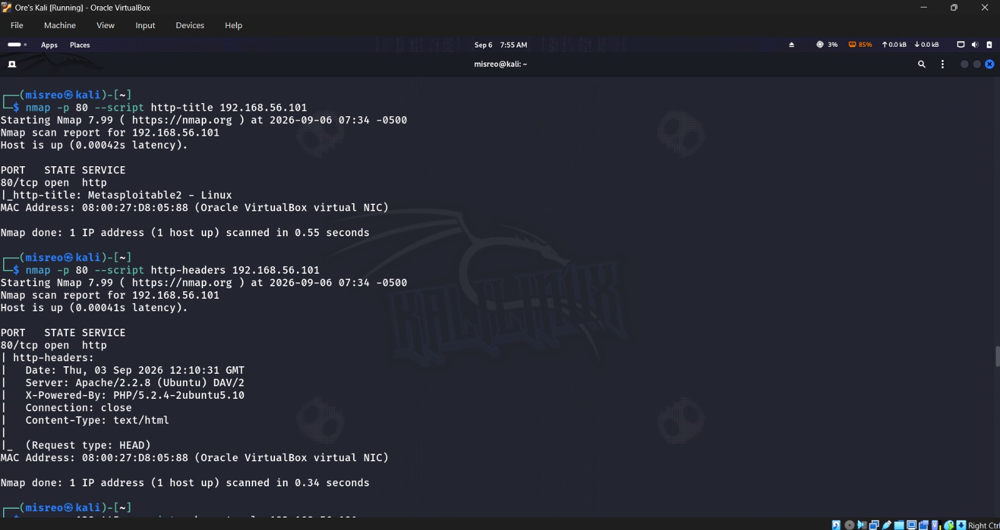 Ore's Kali [Running] - Oracle VirtualBox
File Machine View Input Devices Help
Apps Places Sep 6 7:55 AM 3% 85% ↑0.0 kB ↓0.0 kB
misreo@kali: ~
┌──(misreo㉿kali)-[~]
└─$ nmap -p 80 --script http-title 192.168.56.101
Starting Nmap 7.99 ( https://nmap.org ) at 2026-09-06 07:34 -0500
Nmap scan report for 192.168.56.101
Host is up (0.00042s latency).
PORT   STATE SERVICE
80/tcp open  http
|_http-title: Metasploitable2 - Linux
MAC Address: 08:00:27:D8:05:88 (Oracle VirtualBox virtual NIC)
Nmap done: 1 IP address (1 host up) scanned in 0.55 seconds
┌──(misreo㉿kali)-[~]
└─$ nmap -p 80 --script http-headers 192.168.56.101
Starting Nmap 7.99 ( https://nmap.org ) at 2026-09-06 07:34 -0500
Nmap scan report for 192.168.56.101
Host is up (0.00041s latency).
PORT   STATE SERVICE
80/tcp open  http
| http-headers:
|   Date: Thu, 03 Sep 2026 12:10:31 GMT
|   Server: Apache/2.2.8 (Ubuntu) DAV/2
|   X-Powered-By: PHP/5.2.4-2ubuntu5.10
|   Connection: close
|   Content-Type: text/html
|
|_  (Request type: HEAD)
MAC Address: 08:00:27:D8:05:88 (Oracle VirtualBox virtual NIC)
Nmap done: 1 IP address (1 host up) scanned in 0.34 seconds
┌──(misreo㉿kali)-[~]
KALI LINUX
Right Ctrl